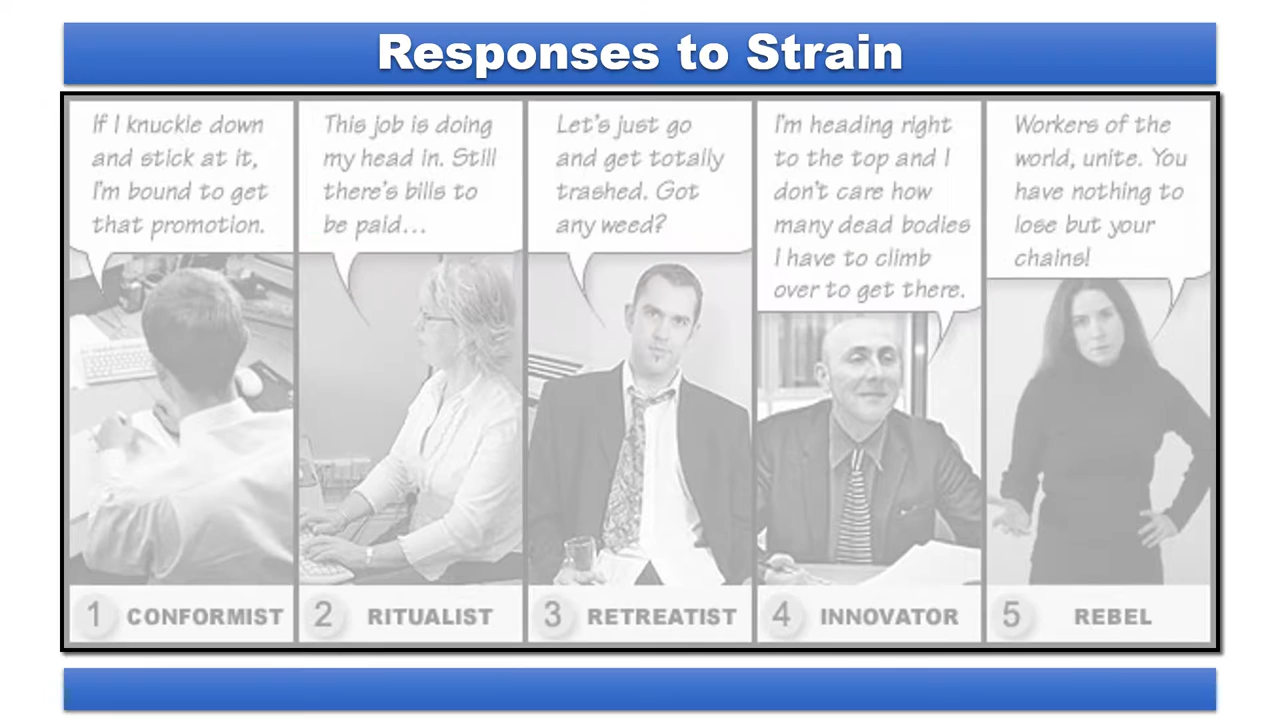 Responses to Strain
If I knuckle down
and stick at it,
I'm bound to get
that promotion.
This job is doing
my head in. Still
there's bills to
be paid...
Let's just go
and get totally
trashed. Got
any weed?
I'm heading right
to the top and I
don't care how
many dead bodies
I have to climb
over to get there.
Workers of the
world, unite. You
have nothing to
lose but your
chains!
1 CONFORMIST
2 RITUALIST
3 RETREATIST
4 INNOVATOR
5 REBEL